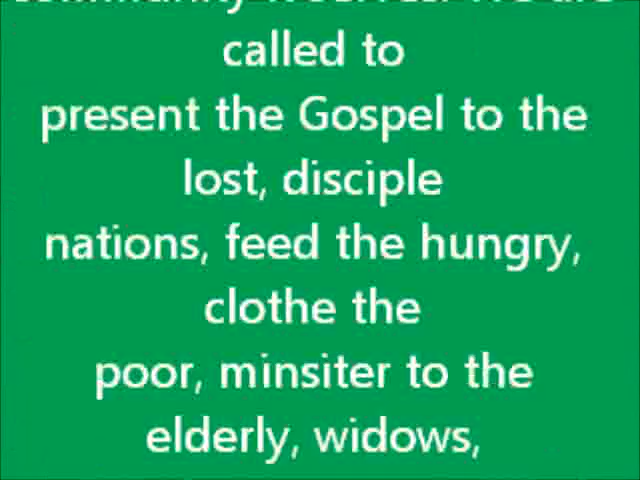 called to
present the Gospel to the
lost, disciple
nations, feed the hungry,
clothe the
poor, minsiter to the
elderly, widows,